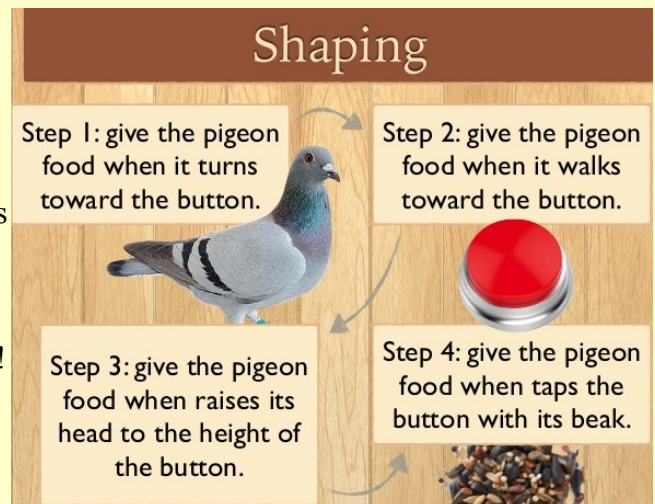 Shaping
Step 1: give the pigeon
food when it turns
toward the button.
Step 2: give the pigeon
food when it walks
toward the button.
Step 3: give the pigeon
food when raises its
head to the height of
the button.
Step 4: give the pigeon
food when taps the
button with its beak.